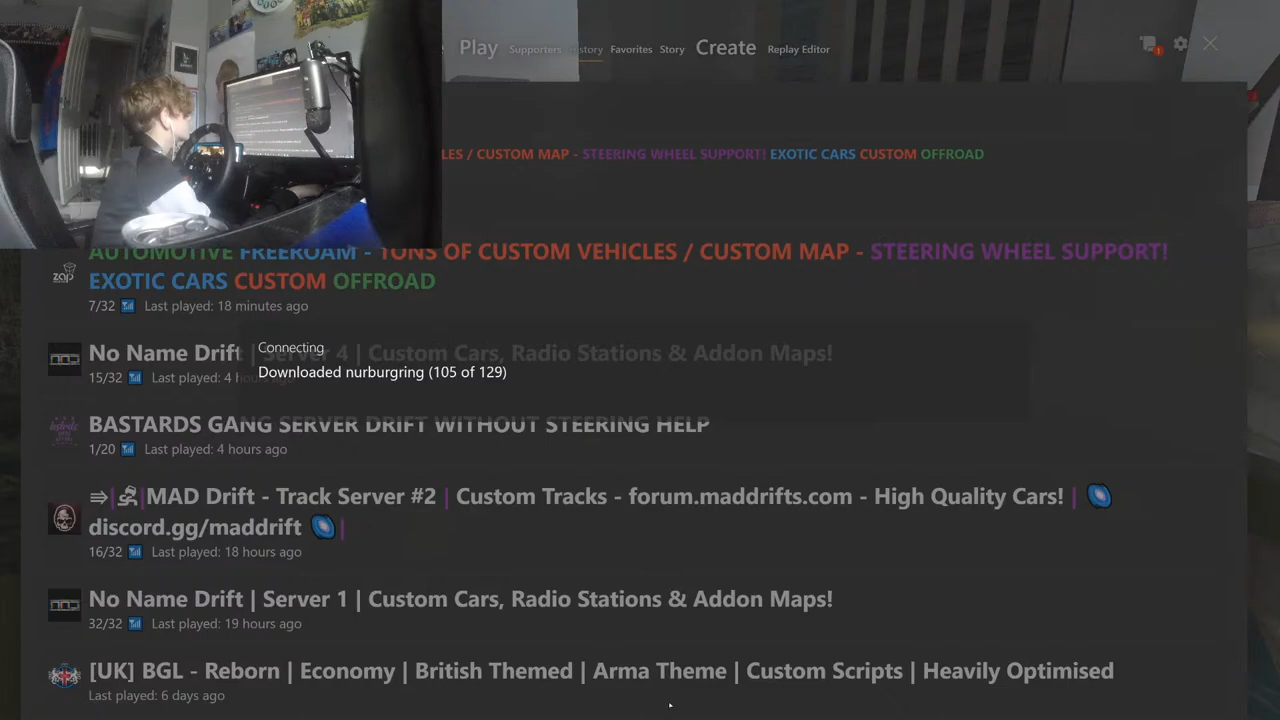 Play Supporters History Favorites Story Create Replay Editor
LES / CUSTOM MAP - STEERING WHEEL SUPPORT! EXOTIC CARS CUSTOM OFFROAD
zap
AUTOMOTIVE FREEROAM - TONS OF CUSTOM VEHICLES / CUSTOM MAP - STEERING WHEEL SUPPORT!
EXOTIC CARS CUSTOM OFFROAD
7/32 Last played: 18 minutes ago
No Name Drift | Server 4 | Custom Cars, Radio Stations & Addon Maps!
15/32 Last played: 4 hours ago
Connecting
Downloaded nurburgring (105 of 129)
BASTARDS GANG SERVER DRIFT WITHOUT STEERING HELP
1/20 Last played: 4 hours ago
⇒| |MAD Drift - Track Server #2 | Custom Tracks - forum.maddrifts.com - High Quality Cars! |
discord.gg/maddrift |
16/32 Last played: 18 hours ago
No Name Drift | Server 1 | Custom Cars, Radio Stations & Addon Maps!
32/32 Last played: 19 hours ago
[UK] BGL - Reborn | Economy | British Themed | Arma Theme | Custom Scripts | Heavily Optimised
Last played: 6 days ago